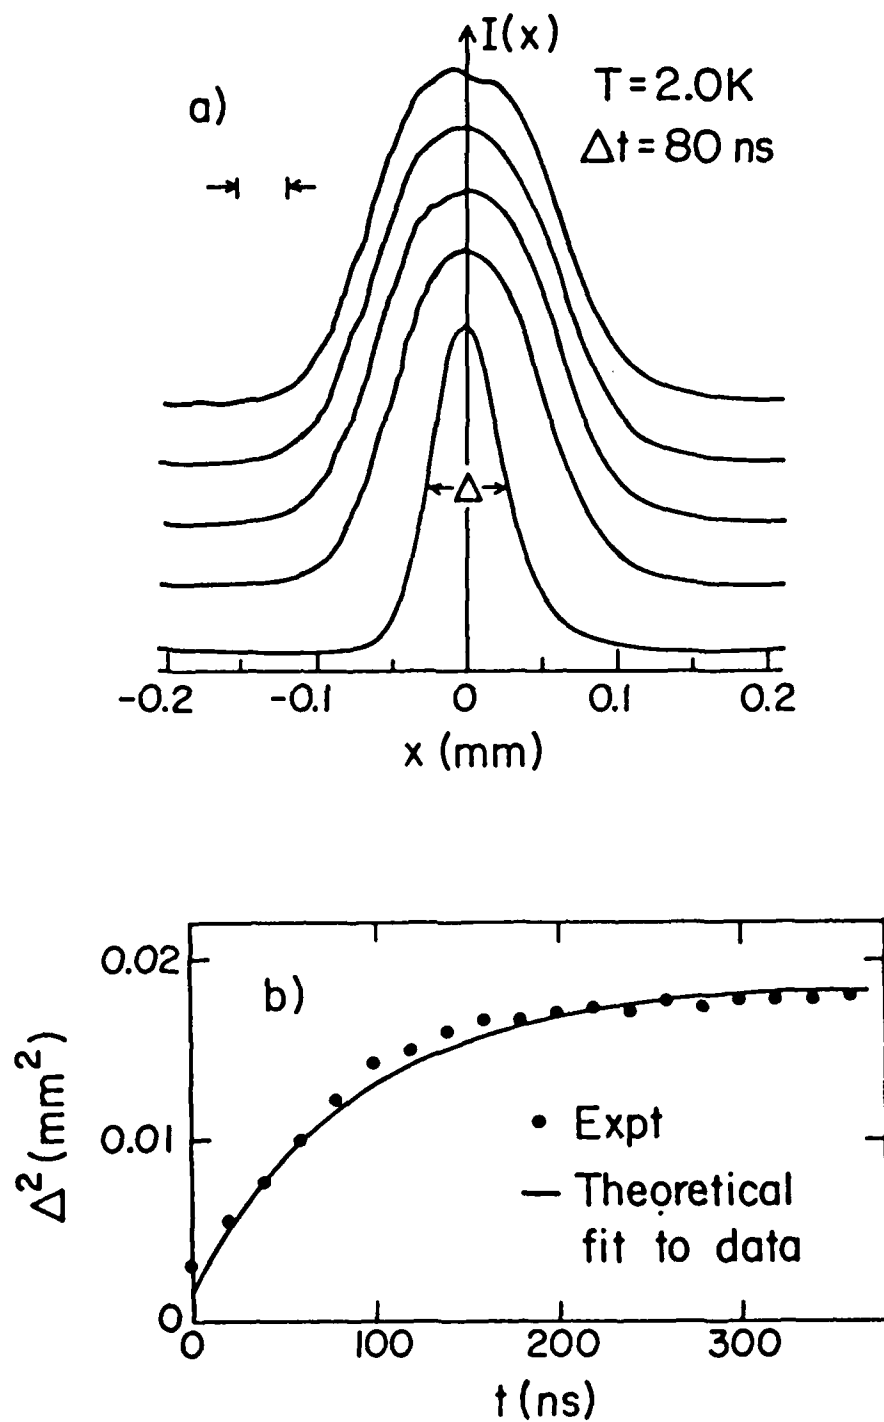 I(x)
a)
T=2.0K
Δt=80 ns
Δ
-0.2 -0.1 0 0.1 0.2
x (mm)
0.02
b)
Δ² (mm²)
0.01
Expt
Theoretical
fit to data
0
0 100 200 300
t (ns)